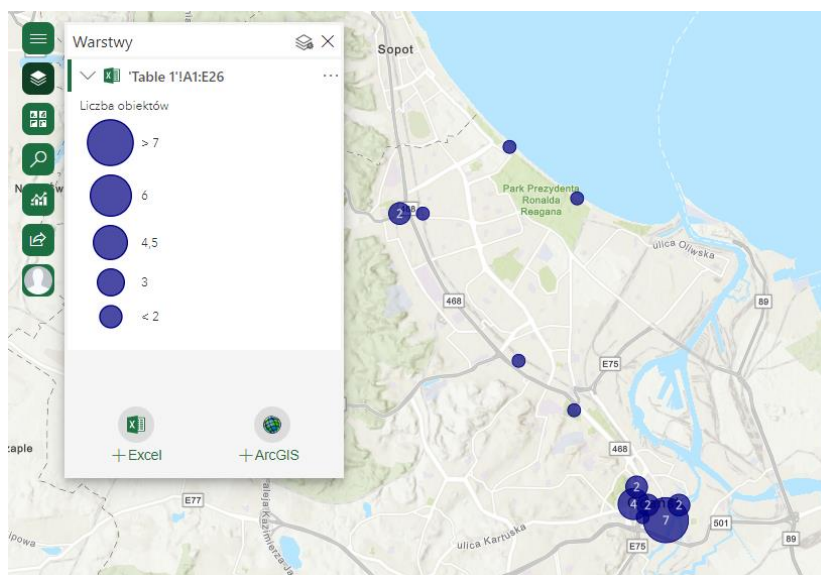 Warstwy
'Table 1'!A1:E26
Liczba obiektów
> 7
6
4,5
3
< 2
+Excel
+ArcGIS
Sopot
Park Prezydenta
Ronalda
Reagana
2
ulica Oliwska
468
89
E75
468
aple
E77
2
4
2
2
7
501
ulica Kartuska
E75
89